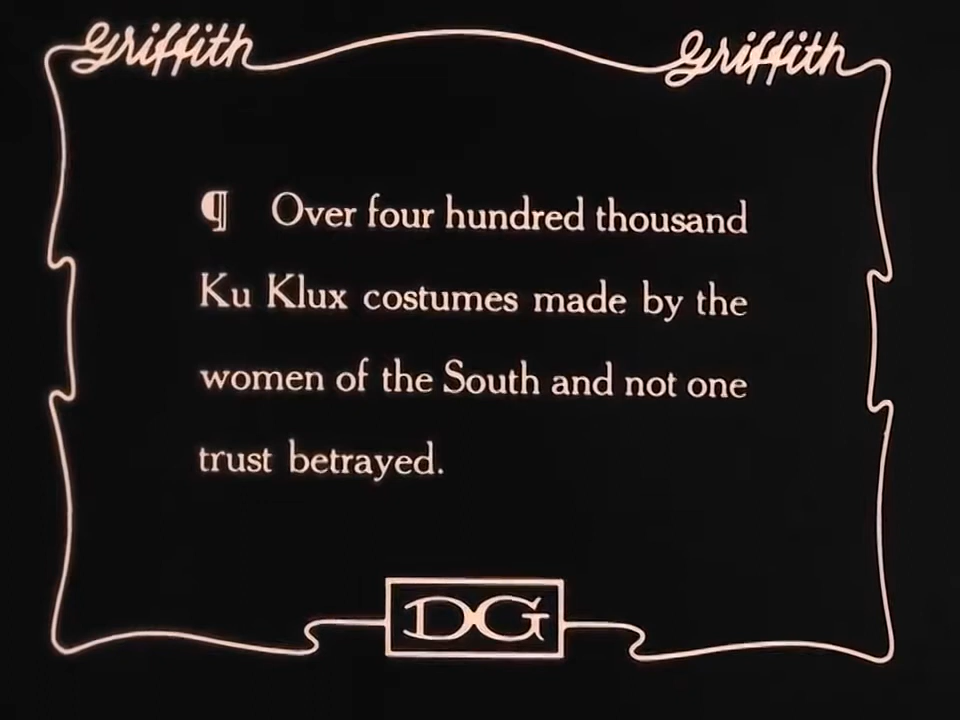 Griffith Griffith
¶ Over four hundred thousand
Ku Klux costumes made by the
women of the South and not one
trust betrayed.
DG